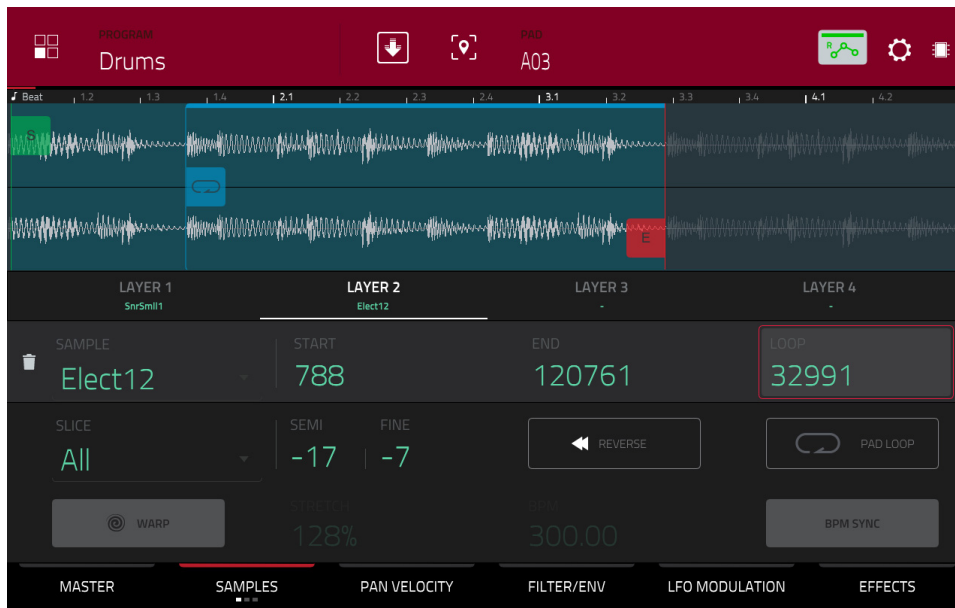 PROGRAM
Drums
PAD
A03
R
Beat 1.2 1.3 1.4 2.1 2.2 2.3 2.4 3.1 3.2 3.3 3.4 4.1 4.2
S
E
LAYER 1 LAYER 2 LAYER 3 LAYER 4
SnrSmll1 Elect12 - -
SAMPLE START END LOOP
Elect12 788 120761 32991
SLICE SEMI FINE
All -17 -7 REVERSE PAD LOOP
STRETCH BPM
WARP 128% 300.00 BPM SYNC
MASTER SAMPLES PAN VELOCITY FILTER/ENV LFO MODULATION EFFECTS